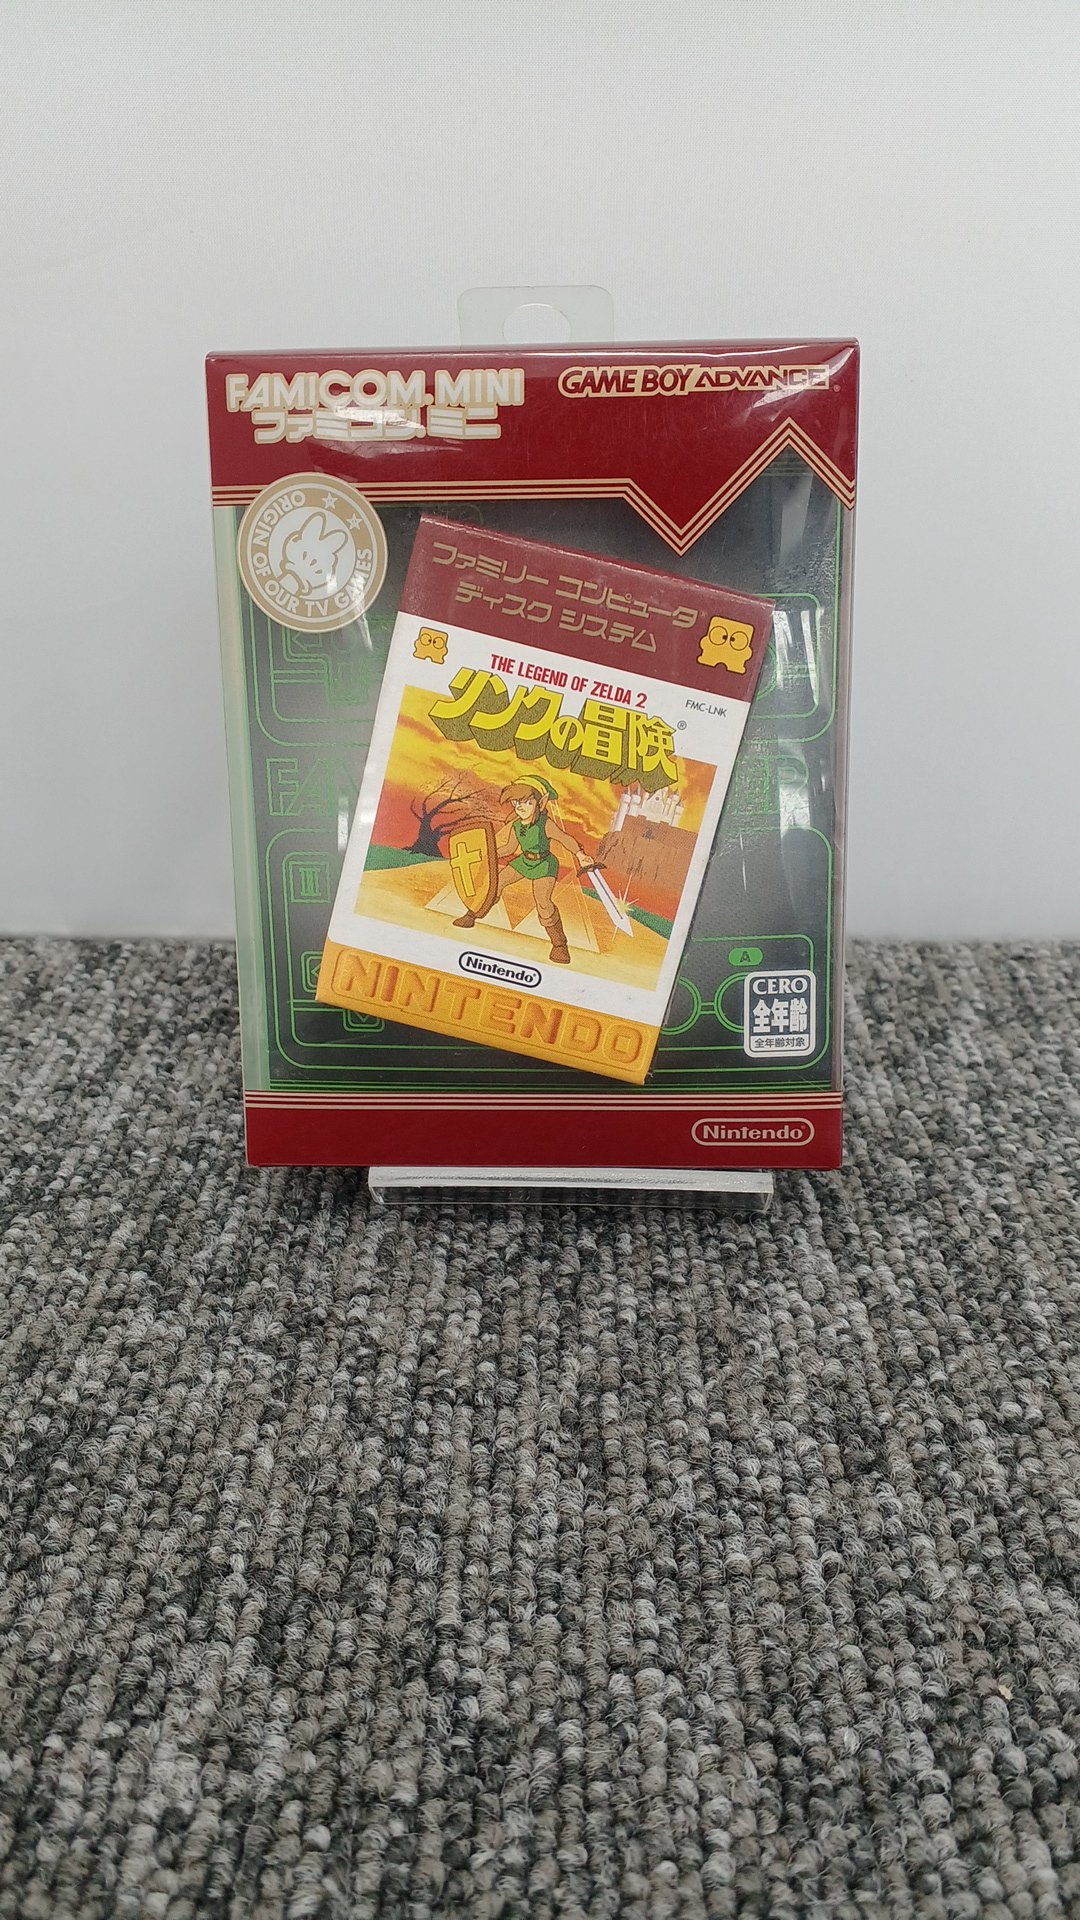 FAMICOM.MINI
ファミコン.ミニ
GAME BOY ADVANCE
ORIGIN OF OUR TV GAMES
ファミリー コンピュータ
ディスク システム
THE LEGEND OF ZELDA 2
FMC-LNK
リンクの冒険®
Nintendo®
NINTENDO
FAM
II
A
CERO
全年齢
全年齢対象
Nintendo